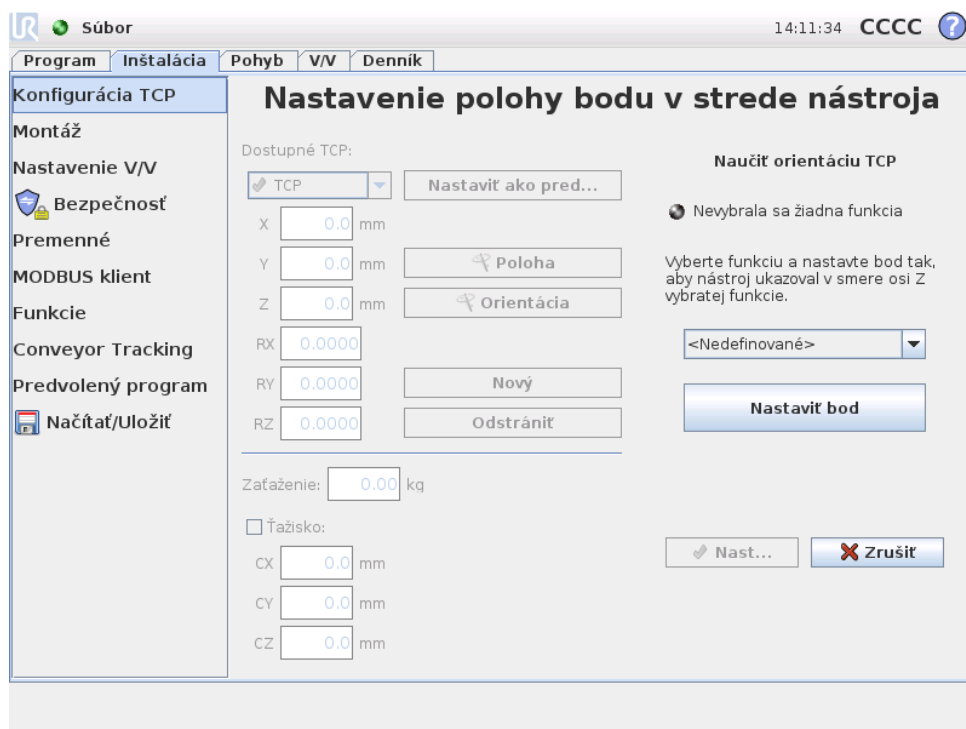 UR Súbor 14:11:34 CCCC ?
Program Inštalácia Pohyb V/V Denník
Konfigurácia TCP
Montáž
Nastavenie V/V
Bezpečnosť
Premenné
MODBUS klient
Funkcie
Conveyor Tracking
Predvolený program
Načítať/Uložiť
Nastavenie polohy bodu v strede nástroja
Dostupné TCP:
TCP Nastaviť ako pred...
X 0.0 mm
Y 0.0 mm Poloha
Z 0.0 mm Orientácia
RX 0.0000
RY 0.0000 Nový
RZ 0.0000 Odstrániť
Zaťaženie: 0.00 kg
Ťažisko:
CX 0.0 mm
CY 0.0 mm
CZ 0.0 mm
Naučiť orientáciu TCP
Nevybrala sa žiadna funkcia
Vyberte funkciu a nastavte bod tak,
aby nástroj ukazoval v smere osi Z
vybratej funkcie.
<Nedefinované>
Nastaviť bod
Nast... Zrušiť